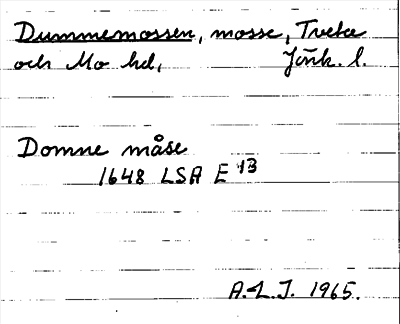 Dummemossen, mosse, Tveta
och Mo hd, Jönk. l.
Domne måse
1648 LSA E 13
A.-L.J. 1965.